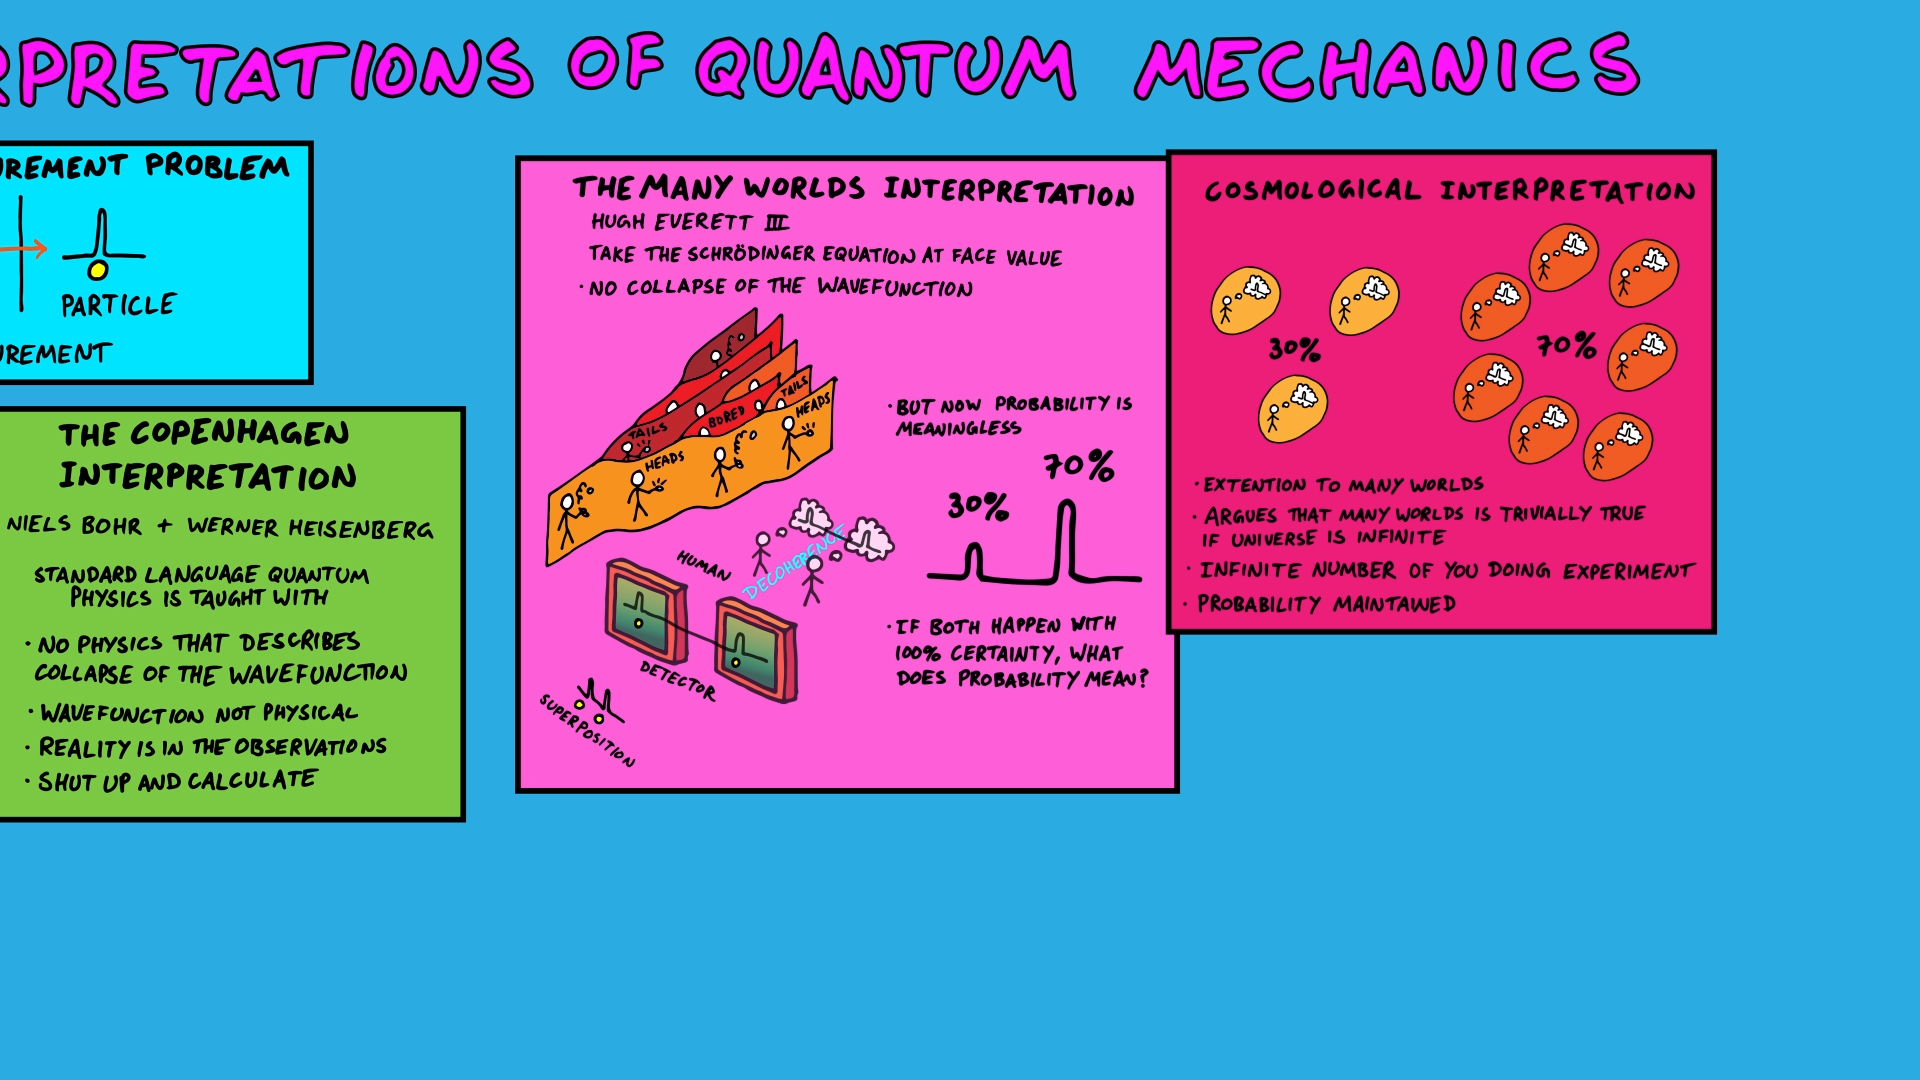 RPRETATIONS OF QUANTUM MECHANICS
UREMENT PROBLEM
PARTICLE
UREMENT
THE COPENHAGEN
INTERPRETATION
NIELS BOHR + WERNER HEISENBERG
STANDARD LANGUAGE QUANTUM
PHYSICS IS TAUGHT WITH
· NO PHYSICS THAT DESCRIBES
COLLAPSE OF THE WAVEFUNCTION
· WAVEFUNCTION NOT PHYSICAL
· REALITY IS IN THE OBSERVATIONS
· SHUT UP AND CALCULATE
THE MANY WORLDS INTERPRETATION
HUGH EVERETT III
TAKE THE SCHRÖDINGER EQUATION AT FACE VALUE
· NO COLLAPSE OF THE WAVEFUNCTION
TAILS
BORED
TAILS
HEADS
HEADS
HUMAN
DECOHERENCE
DETECTOR
SUPERPOSITION
· BUT NOW PROBABILITY IS
MEANINGLESS
30%
70%
· IF BOTH HAPPEN WITH
100% CERTAINTY, WHAT
DOES PROBABILITY MEAN?
COSMOLOGICAL INTERPRETATION
30%
70%
· EXTENTION TO MANY WORLDS
· ARGUES THAT MANY WORLDS IS TRIVIALLY TRUE
IF UNIVERSE IS INFINITE
· INFINITE NUMBER OF YOU DOING EXPERIMENT
· PROBABILITY MAINTAWED